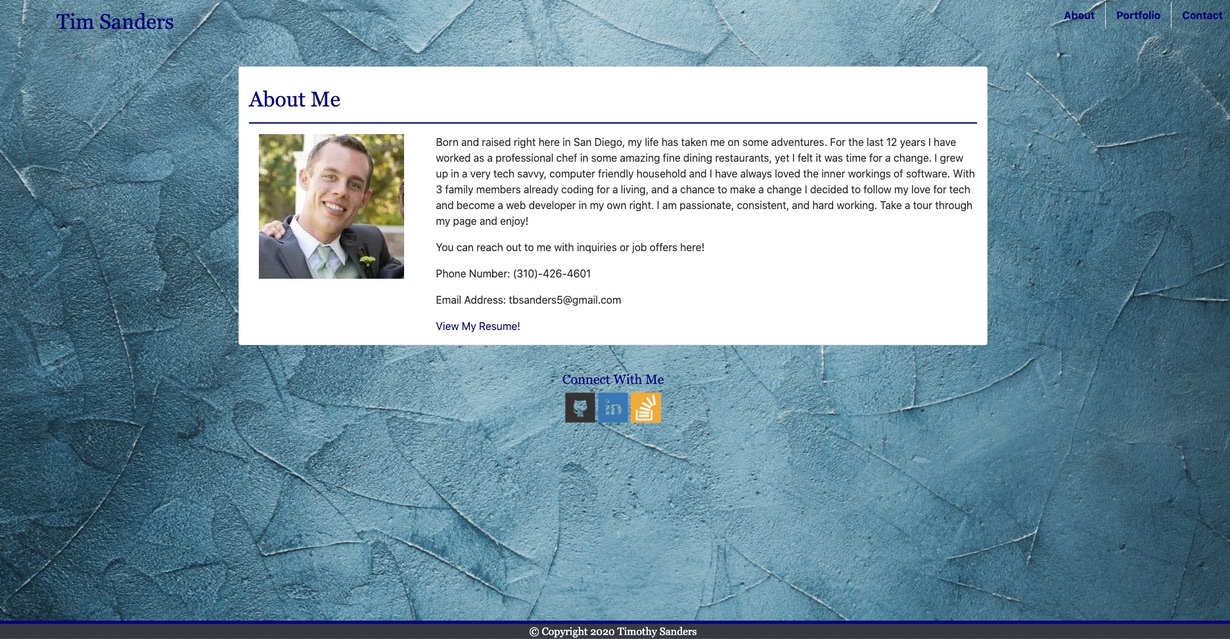 Tim Sanders
About
Portfolio
Contact
About Me
Born and raised right here in San Diego, my life has taken me on some adventures. For the last 12 years I have
worked as a professional chef in some amazing fine dining restaurants, yet I felt it was time for a change. I grew
up in a very tech savvy, computer friendly household and I have always loved the inner workings of software. With
3 family members already coding for a living, and a chance to make a change I decided to follow my love for tech
and become a web developer in my own right. I am passionate, consistent, and hard working. Take a tour through
my page and enjoy!
You can reach out to me with inquiries or job offers here!
Phone Number: (310)-426-4601
Email Address: tbsanders5@gmail.com
View My Resume!
Connect With Me
in
© Copyright 2020 Timothy Sanders